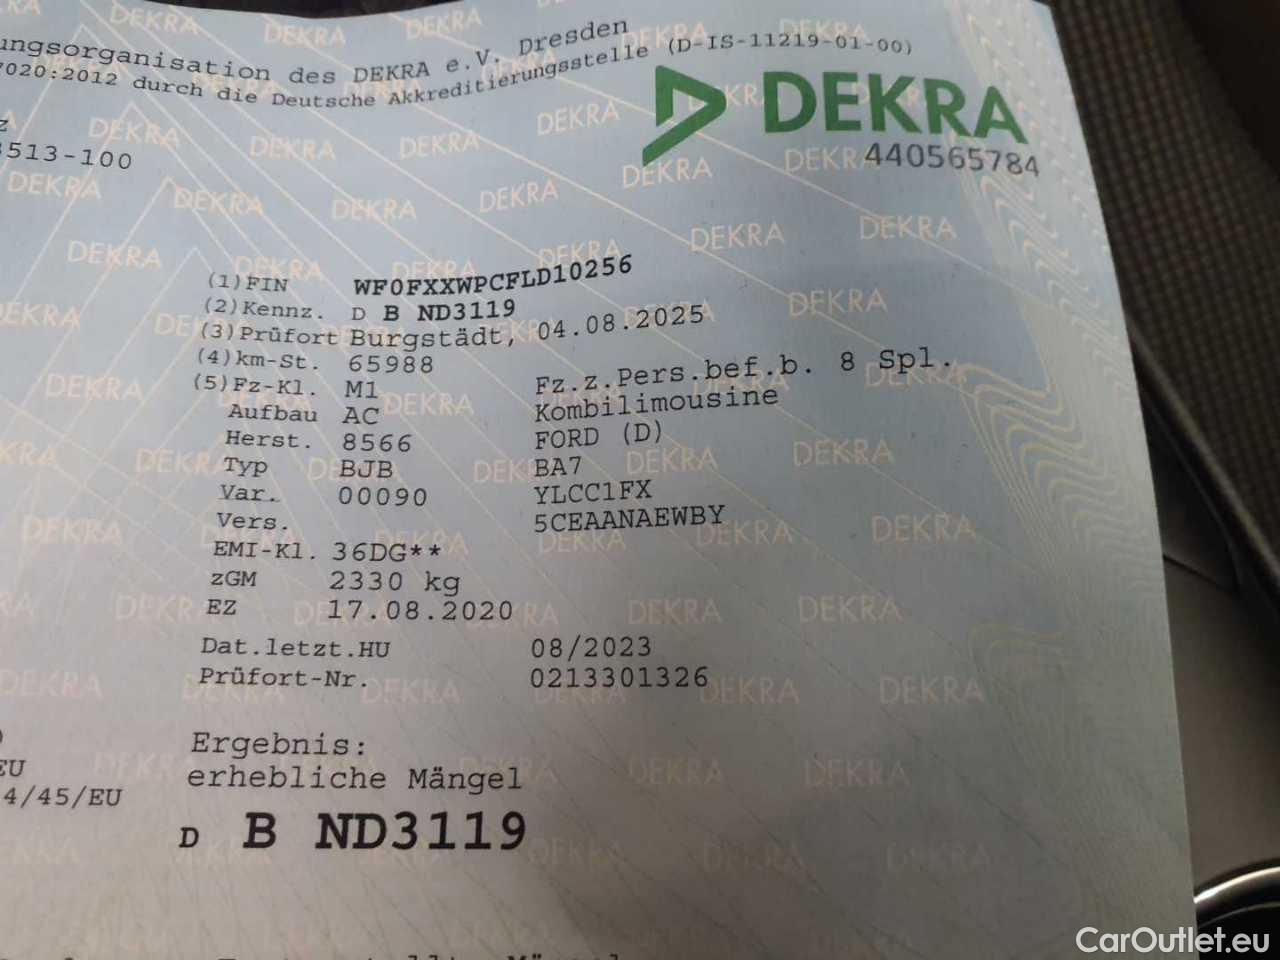 ungsorganisation des DEKRA e.V. Dresden
7020:2012 durch die Deutsche Akkreditierungsstelle (D-IS-11219-01-00)
DEKRA
440565784
z
3513-100
(1)FIN WF0FXXWPCFLD10256
(2)Kennz. D B ND3119
(3)Prüfort Burgstädt, 04.08.2025
(4)km-St. 65988
(5)Fz-Kl. M1 Fz.z.Pers.bef.b. 8 Spl.
Aufbau AC Kombilimousine
Herst. 8566 FORD (D)
Typ BJB BA7
Var. 00090 YLCC1FX
Vers. 5CEAANAEWBY
EMI-Kl. 36DG**
zGM 2330 kg
EZ 17.08.2020
Dat.letzt.HU 08/2023
Prüfort-Nr. 0213301326
)
EU
4/45/EU
Ergebnis:
erhebliche Mängel
D B ND3119
CarOutlet.eu